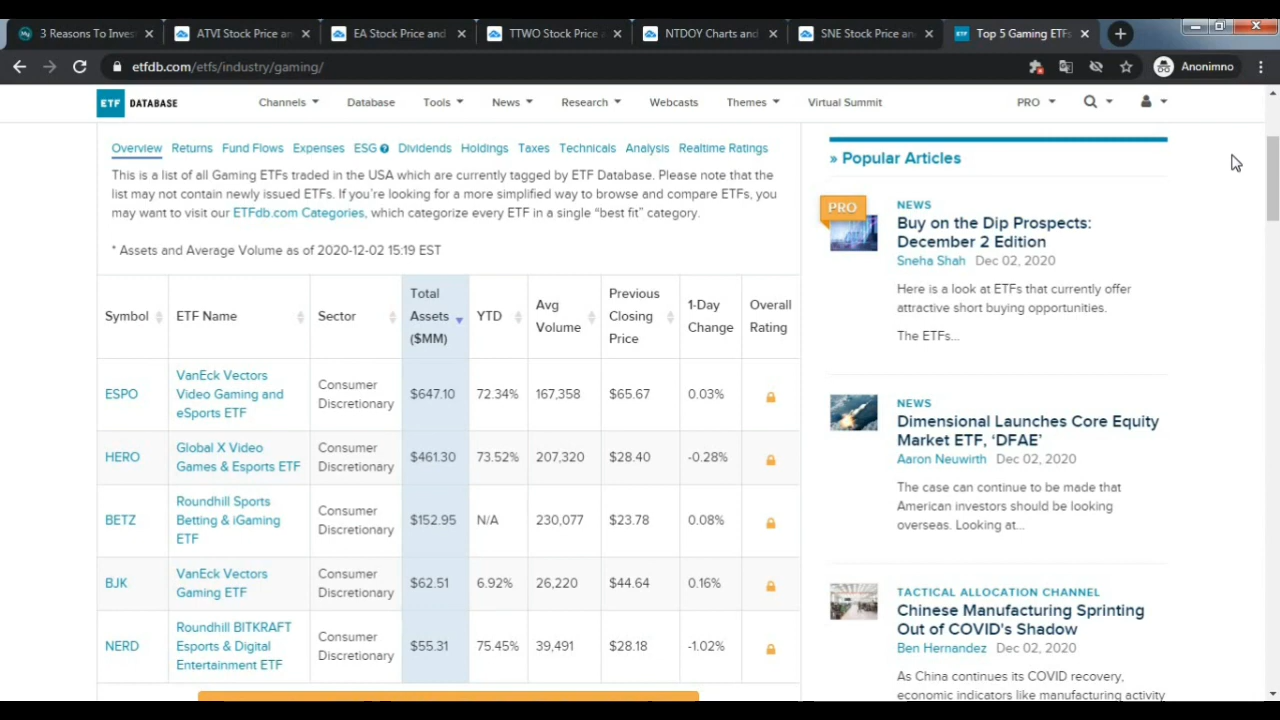 3 Reasons To Inves
ATVI Stock Price an
EA Stock Price and
TTWO Stock Price a
NTDOY Charts and
SNE Stock Price an
Top 5 Gaming ETFs
etfdb.com/etfs/industry/gaming/
Anonimno
ETF DATABASE
Channels
Database
Tools
News
Research
Webcasts
Themes
Virtual Summit
PRO
Overview Returns Fund Flows Expenses ESG Dividends Holdings Taxes Technicals Analysis Realtime Ratings
This is a list of all Gaming ETFs traded in the USA which are currently tagged by ETF Database. Please note that the
list may not contain newly issued ETFs. If you're looking for a more simplified way to browse and compare ETFs, you
may want to visit our ETFdb.com Categories, which categorize every ETF in a single "best fit" category.
* Assets and Average Volume as of 2020-12-02 15:19 EST
Symbol
ETF Name
Sector
Total
Assets
($MM)
YTD
Avg
Volume
Previous
Closing
Price
1-Day
Change
Overall
Rating
ESPO
VanEck Vectors
Video Gaming and
eSports ETF
Consumer
Discretionary
$647.10
72.34%
167,358
$65.67
0.03%
HERO
Global X Video
Games & Esports ETF
Consumer
Discretionary
$461.30
73.52%
207,320
$28.40
-0.28%
BETZ
Roundhill Sports
Betting & iGaming
ETF
Consumer
Discretionary
$152.95
N/A
230,077
$23.78
0.08%
BJK
VanEck Vectors
Gaming ETF
Consumer
Discretionary
$62.51
6.92%
26,220
$44.64
0.16%
NERD
Roundhill BITKRAFT
Esports & Digital
Entertainment ETF
Consumer
Discretionary
$55.31
75.45%
39,491
$28.18
-1.02%
» Popular Articles
PRO
NEWS
Buy on the Dip Prospects:
December 2 Edition
Sneha Shah Dec 02, 2020
Here is a look at ETFs that currently offer
attractive short buying opportunities.
The ETFs...
NEWS
Dimensional Launches Core Equity
Market ETF, 'DFAE'
Aaron Neuwirth Dec 02, 2020
The case can continue to be made that
American investors should be looking
overseas. Looking at...
TACTICAL ALLOCATION CHANNEL
Chinese Manufacturing Sprinting
Out of COVID's Shadow
Ben Hernandez Dec 02, 2020
As China continues its COVID recovery,
economic indicators like manufacturing activity